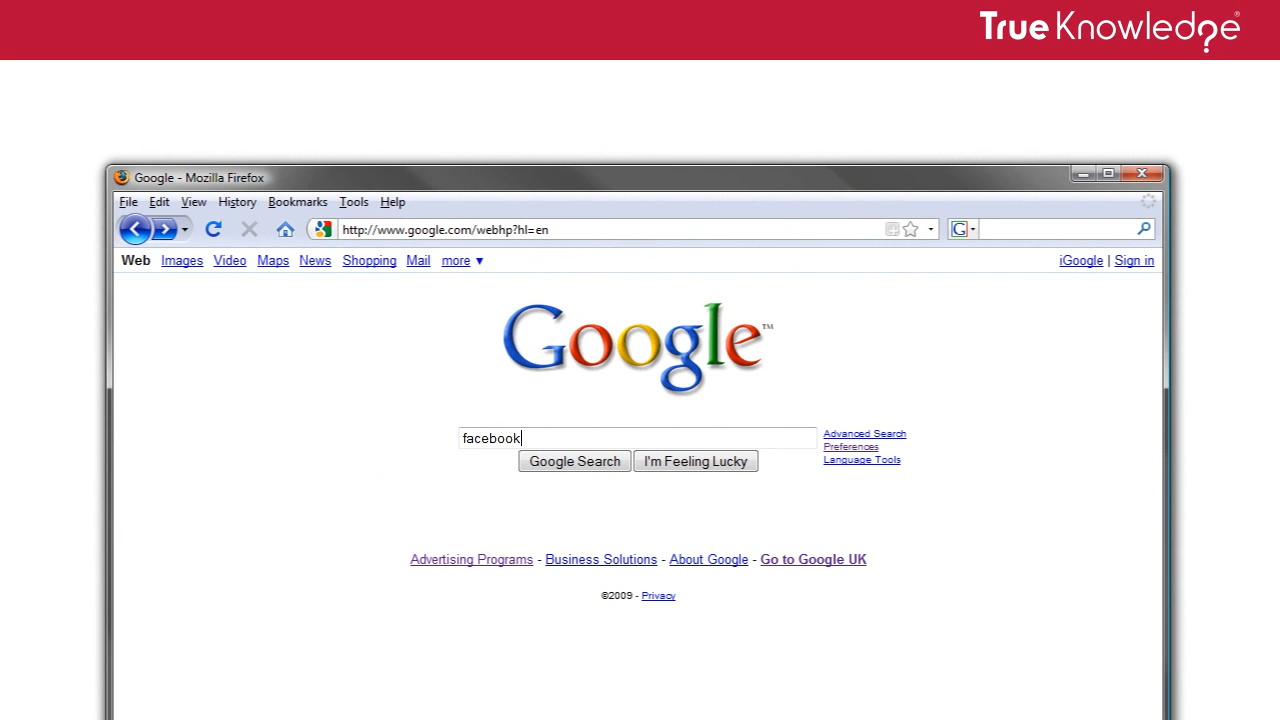 True Knowledge®
Google - Mozilla Firefox
File Edit View History Bookmarks Tools Help
http://www.google.com/webhp?hl=en G
Web Images Video Maps News Shopping Mail more ▼ iGoogle | Sign in
Google™
facebook
Advanced Search
Preferences
Language Tools
Google Search I'm Feeling Lucky
Advertising Programs - Business Solutions - About Google - Go to Google UK
©2009 - Privacy